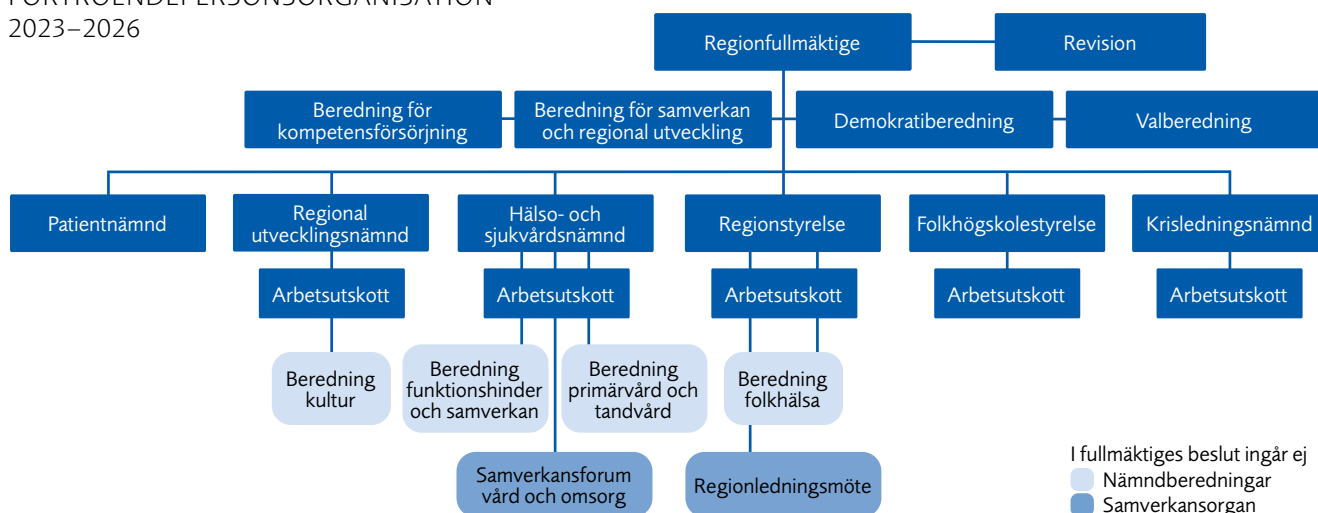 FÖRTROENDEPERSONSORGANISATION
2023–2026
Regionfullmäktige
Revision
Beredning för
kompetensförsörjning
Beredning för samverkan
och regional utveckling
Demokratiberedning
Valberedning
Patientnämnd
Regional
utvecklingsnämnd
Hälso- och
sjukvårdsnämnd
Regionstyrelse
Folkhögskolestyrelse
Krisledningsnämnd
Arbetsutskott
Arbetsutskott
Arbetsutskott
Arbetsutskott
Arbetsutskott
Beredning
kultur
Beredning
funktionshinder
och samverkan
Beredning
primärvård och
tandvård
Beredning
folkhälsa
Samverkansforum
vård och omsorg
Regionledningsmöte
I fullmäktiges beslut ingår ej
Nämndberedningar
Samverkansorgan